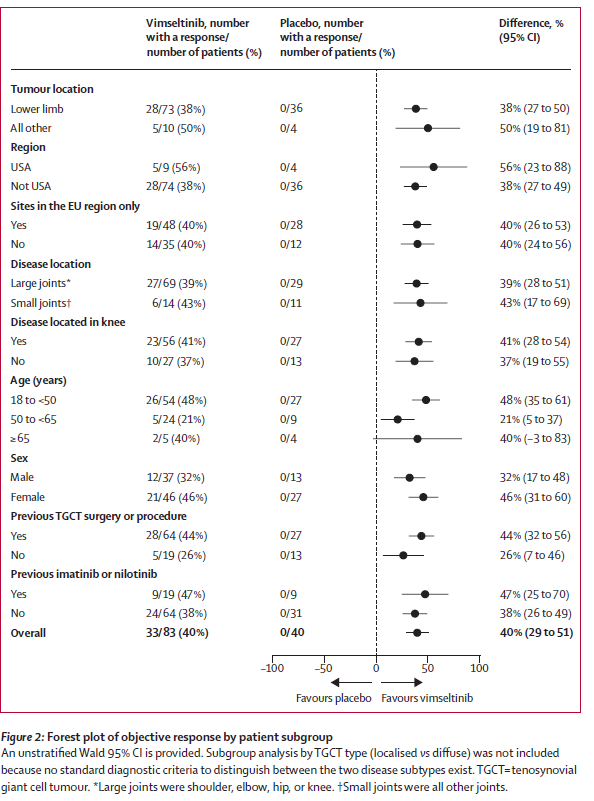 Vimseltinib, number with a response/ number of patients (%)
Placebo, number with a response/ number of patients (%)
Difference, % (95% CI)
Tumour location
Lower limb 28/73 (38%) 0/36 38% (27 to 50)
All other 5/10 (50%) 0/4 50% (19 to 81)
Region
USA 5/9 (56%) 0/4 56% (23 to 88)
Not USA 28/74 (38%) 0/36 38% (27 to 49)
Sites in the EU region only
Yes 19/48 (40%) 0/28 40% (26 to 53)
No 14/35 (40%) 0/12 40% (24 to 56)
Disease location
Large joints* 27/69 (39%) 0/29 39% (28 to 51)
Small joints† 6/14 (43%) 0/11 43% (17 to 69)
Disease located in knee
Yes 23/56 (41%) 0/27 41% (28 to 54)
No 10/27 (37%) 0/13 37% (19 to 55)
Age (years)
18 to <50 26/54 (48%) 0/27 48% (35 to 61)
50 to <65 5/24 (21%) 0/9 21% (5 to 37)
≥65 2/5 (40%) 0/4 40% (−3 to 83)
Sex
Male 12/37 (32%) 0/13 32% (17 to 48)
Female 21/46 (46%) 0/27 46% (31 to 60)
Previous TGCT surgery or procedure
Yes 28/64 (44%) 0/27 44% (32 to 56)
No 5/19 (26%) 0/13 26% (7 to 46)
Previous imatinib or nilotinib
Yes 9/19 (47%) 0/9 47% (25 to 70)
No 24/64 (38%) 0/31 38% (26 to 49)
Overall 33/83 (40%) 0/40 40% (29 to 51)
−100 −50 0 50 100
Favours placebo Favours vimseltinib
Figure 2: Forest plot of objective response by patient subgroup
An unstratified Wald 95% CI is provided. Subgroup analysis by TGCT type (localised vs diffuse) was not included
because no standard diagnostic criteria to distinguish between the two disease subtypes exist. TGCT=tenosynovial
giant cell tumour. *Large joints were shoulder, elbow, hip, or knee. †Small joints were all other joints.